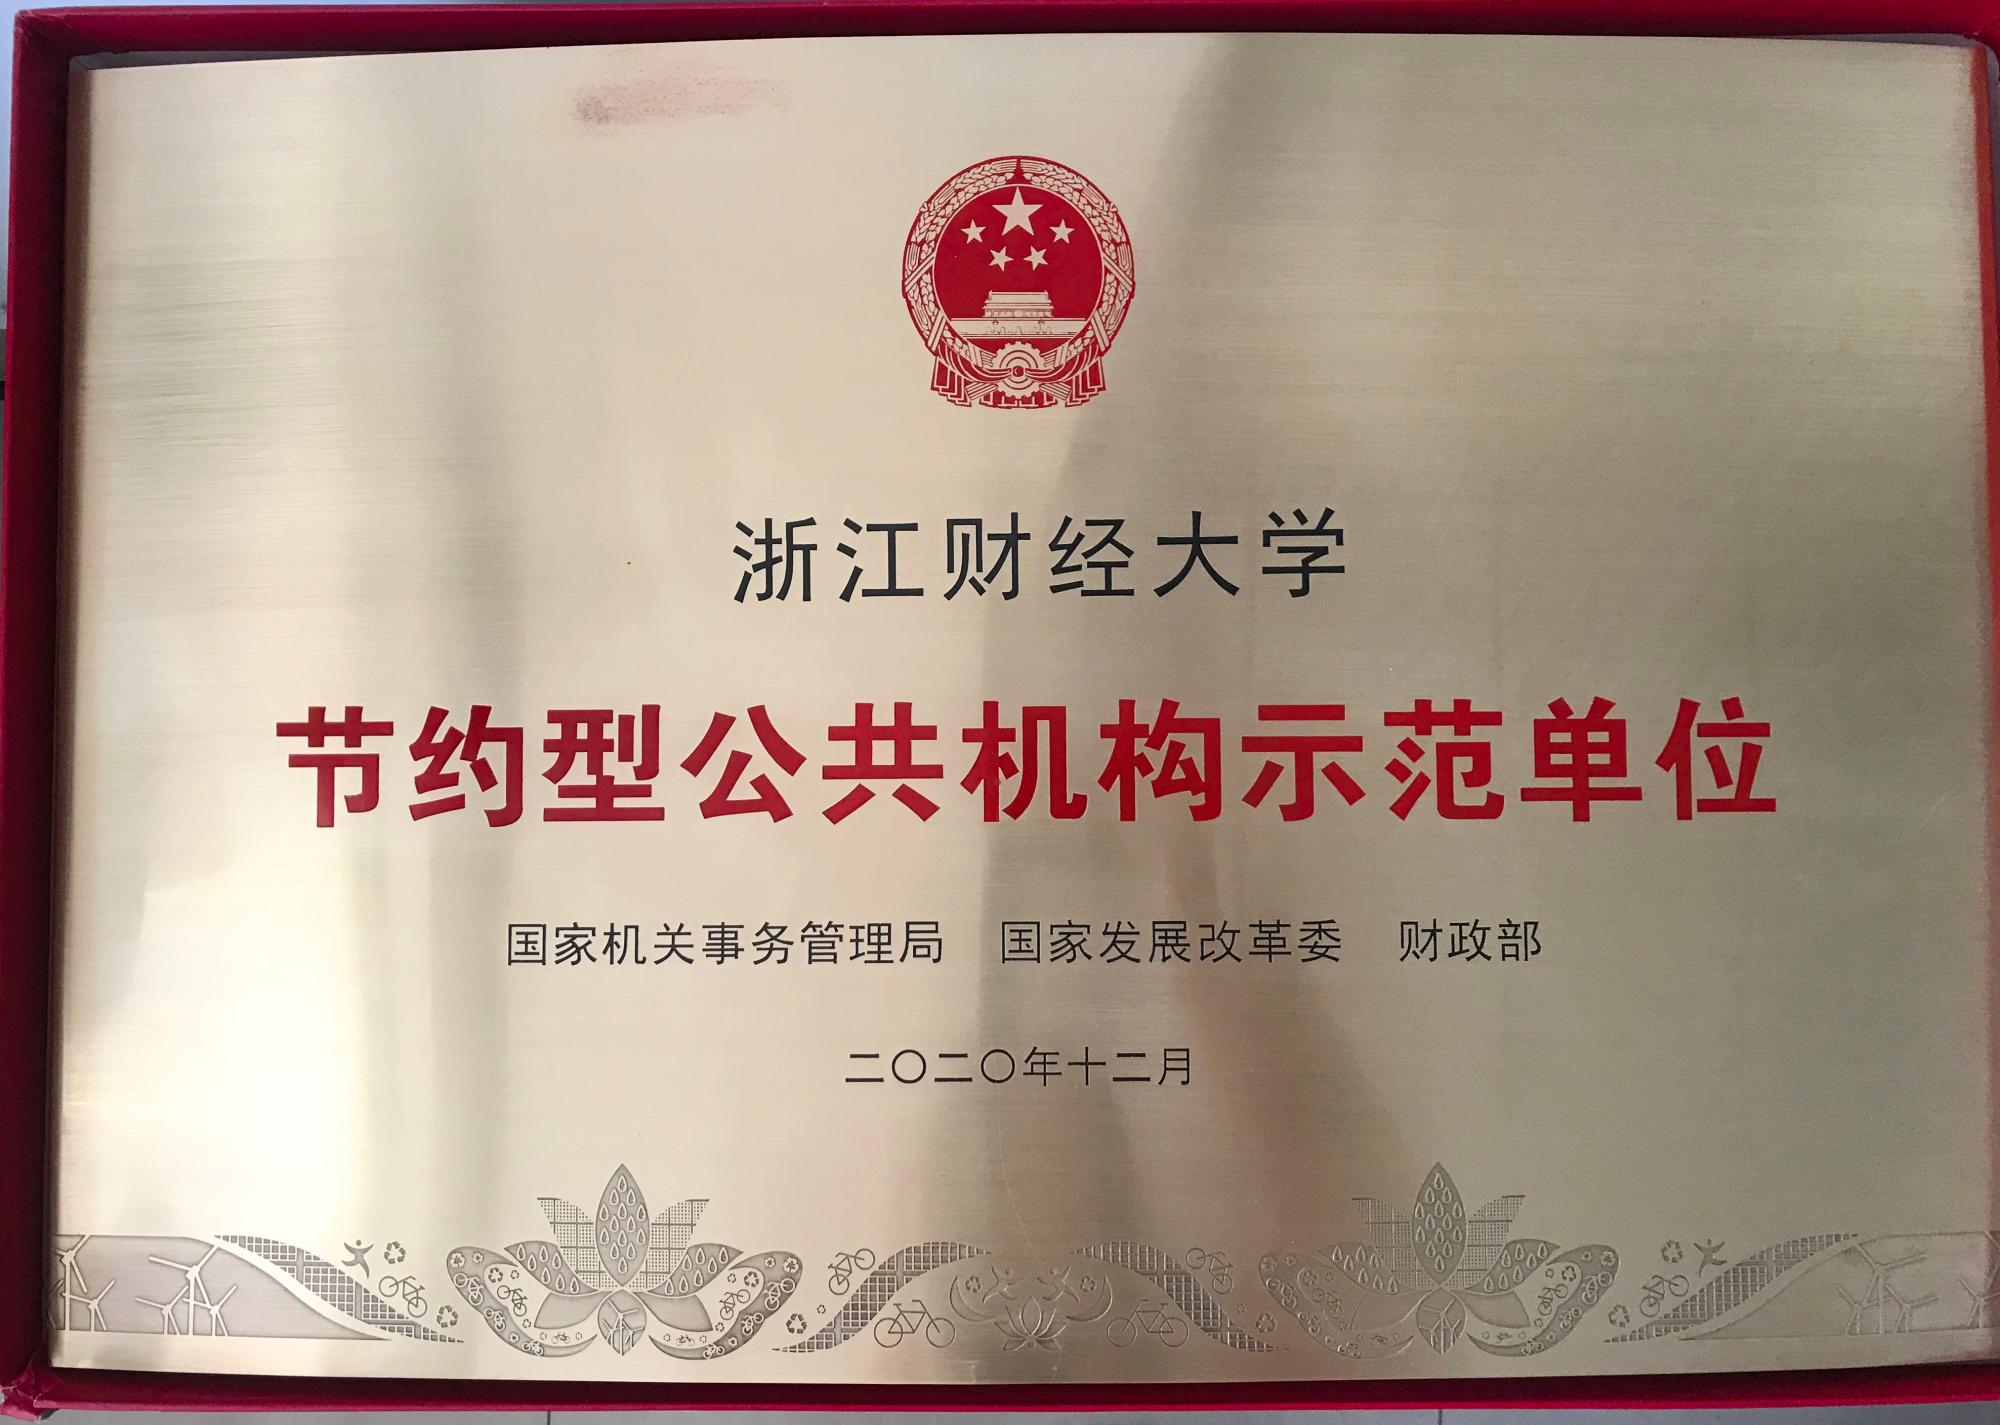 浙江财经大学
节约型公共机构示范单位
国家机关事务管理局 国家发展改革委 财政部
二〇二〇年十二月